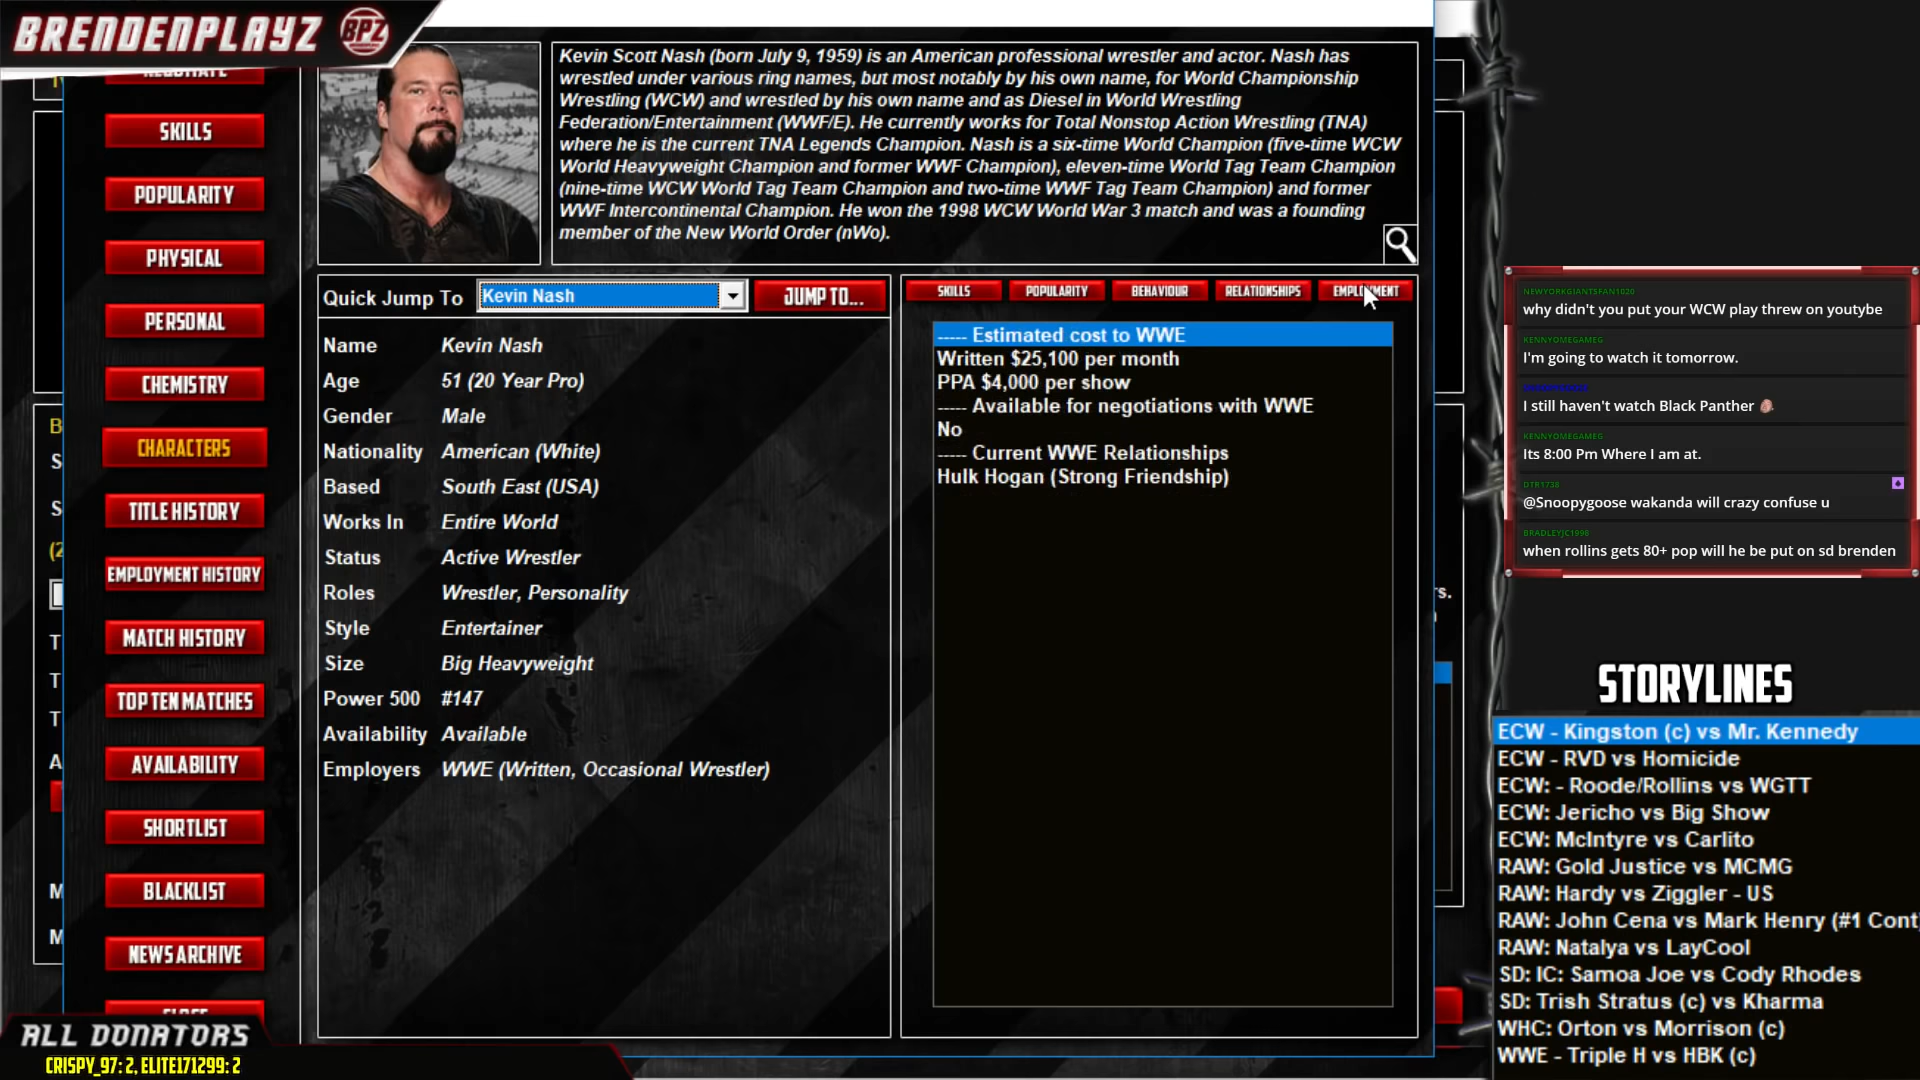 BRENDENPLAYZ
BPZ
NEGOTIATE
SKILLS
POPULARITY
PHYSICAL
PERSONAL
CHEMISTRY
CHARACTERS
TITLE HISTORY
EMPLOYMENT HISTORY
MATCH HISTORY
TOP TEN MATCHES
AVAILABILITY
SHORTLIST
BLACKLIST
NEWS ARCHIVE
CLOSE
ALL DONATORS
CRISPY_97: 2, ELITE171299: 2
Kevin Scott Nash (born July 9, 1959) is an American professional wrestler and actor. Nash has
wrestled under various ring names, but most notably by his own name, for World Championship
Wrestling (WCW) and wrestled by his own name and as Diesel in World Wrestling
Federation/Entertainment (WWF/E). He currently works for Total Nonstop Action Wrestling (TNA)
where he is the current TNA Legends Champion. Nash is a six-time World Champion (five-time WCW
World Heavyweight Champion and former WWF Champion), eleven-time World Tag Team Champion
(nine-time WCW World Tag Team Champion and two-time WWF Tag Team Champion) and former
WWF Intercontinental Champion. He won the 1998 WCW World War 3 match and was a founding
member of the New World Order (nWo).
Quick Jump To Kevin Nash JUMP TO...
Name Kevin Nash
Age 51 (20 Year Pro)
Gender Male
Nationality American (White)
Based South East (USA)
Works In Entire World
Status Active Wrestler
Roles Wrestler, Personality
Style Entertainer
Size Big Heavyweight
Power 500 #147
Availability Available
Employers WWE (Written, Occasional Wrestler)
SKILLS POPULARITY BEHAVIOUR RELATIONSHIPS EMPLOYMENT
----- Estimated cost to WWE
Written $25,100 per month
PPA $4,000 per show
----- Available for negotiations with WWE
No
----- Current WWE Relationships
Hulk Hogan (Strong Friendship)
NEWYORKGIANTSFAN1020
why didn't you put your WCW play threw on youtybe
KENNYOMEGAMEG
I'm going to watch it tomorrow.
I still haven't watch Black Panther
KENNYOMEGAMEG
Its 8:00 Pm Where I am at.
DTR1738
@Snoopygoose wakanda will crazy confuse u
BRADLEYJC1998
when rollins gets 80+ pop will he be put on sd brenden
STORYLINES
ECW - Kingston (c) vs Mr. Kennedy
ECW - RVD vs Homicide
ECW: - Roode/Rollins vs WGTT
ECW: Jericho vs Big Show
ECW: McIntyre vs Carlito
RAW: Gold Justice vs MCMG
RAW: Hardy vs Ziggler - US
RAW: John Cena vs Mark Henry (#1 Cont
RAW: Natalya vs LayCool
SD: IC: Samoa Joe vs Cody Rhodes
SD: Trish Stratus (c) vs Kharma
WHC: Orton vs Morrison (c)
WWE - Triple H vs HBK (c)